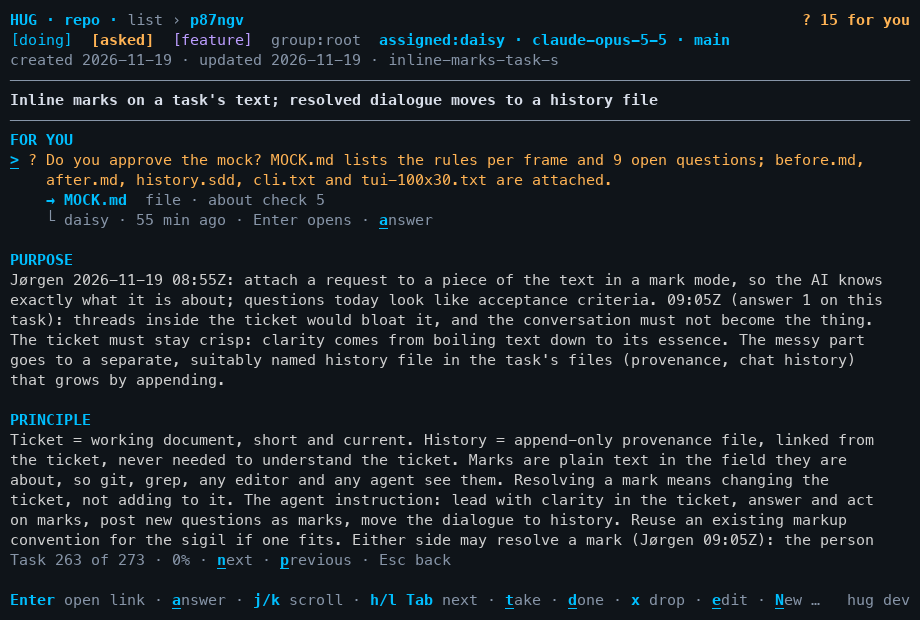 HUG · repo · list › p87ngv ? 15 for you
[doing] [asked] [feature] group:root assigned:daisy · claude-opus-5-5 · main
created 2026-11-19 · updated 2026-11-19 · inline-marks-task-s
Inline marks on a task's text; resolved dialogue moves to a history file
FOR YOU
> ? Do you approve the mock? MOCK.md lists the rules per frame and 9 open questions; before.md,
after.md, history.sdd, cli.txt and tui-100x30.txt are attached.
→ MOCK.md file · about check 5
└ daisy · 55 min ago · Enter opens · answer
PURPOSE
Jørgen 2026-11-19 08:55Z: attach a request to a piece of the text in a mark mode, so the AI knows
exactly what it is about; questions today look like acceptance criteria. 09:05Z (answer 1 on this
task): threads inside the ticket would bloat it, and the conversation must not become the thing.
The ticket must stay crisp: clarity comes from boiling text down to its essence. The messy part
goes to a separate, suitably named history file in the task's files (provenance, chat history)
that grows by appending.
PRINCIPLE
Ticket = working document, short and current. History = append-only provenance file, linked from
the ticket, never needed to understand the ticket. Marks are plain text in the field they are
about, so git, grep, any editor and any agent see them. Resolving a mark means changing the
ticket, not adding to it. The agent instruction: lead with clarity in the ticket, answer and act
on marks, post new questions as marks, move the dialogue to history. Reuse an existing markup
convention for the sigil if one fits. Either side may resolve a mark (Jørgen 09:05Z): the person
Task 263 of 273 · 0% · next · previous · Esc back
Enter open link · answer · j/k scroll · h/l Tab next · take · done · x drop · edit · New … hug dev